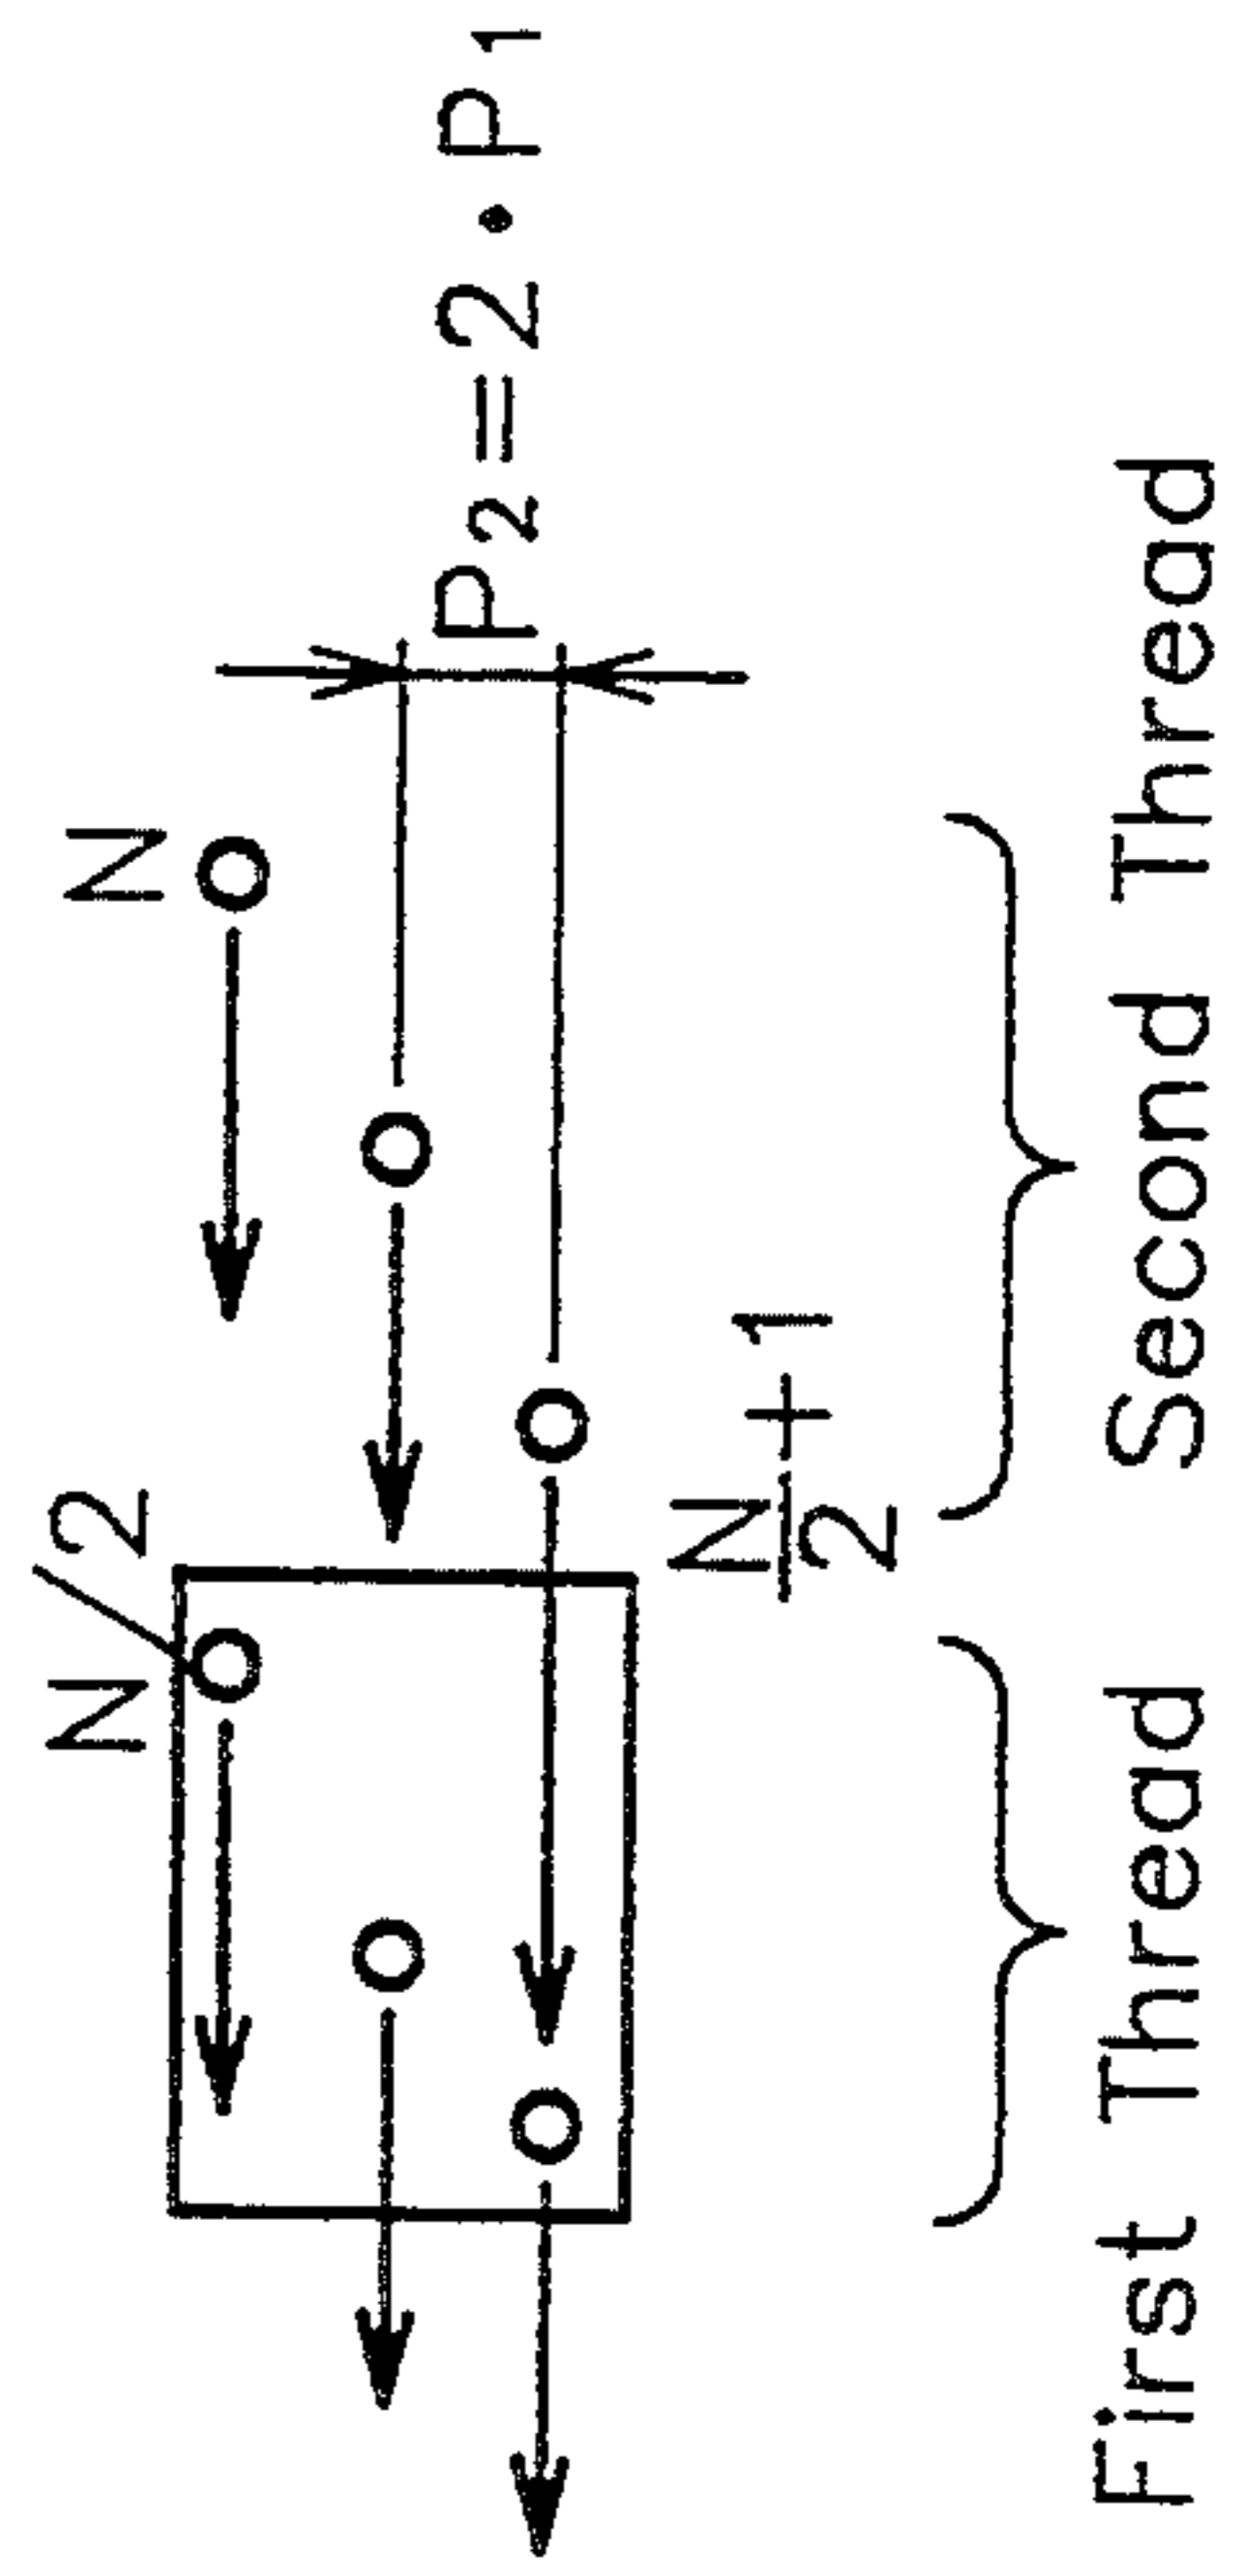 N/2
N
P₂=2·P₁
N/2+1
First Thread
Second Thread